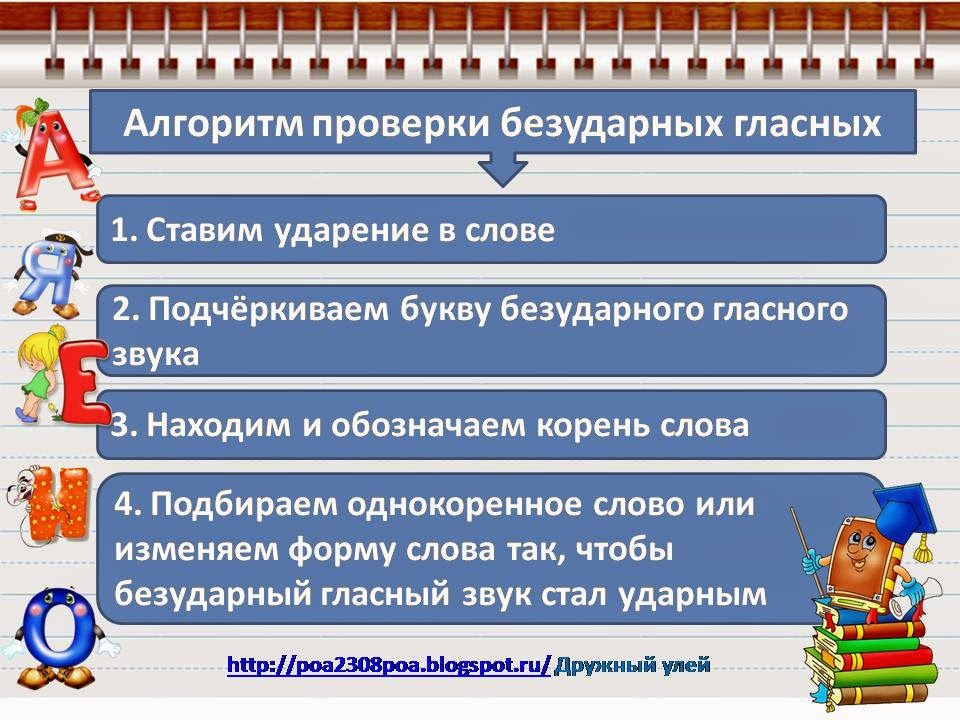 Алгоритм проверки безударных гласных
1. Ставим ударение в слове
2. Подчёркиваем букву безударного гласного
звука
3. Находим и обозначаем корень слова
4. Подбираем однокоренное слово или
изменяем форму слова так, чтобы
безударный гласный звук стал ударным
http://poa2308poa.blogspot.ru/ Дружный улей
А
Я
Е
И
О